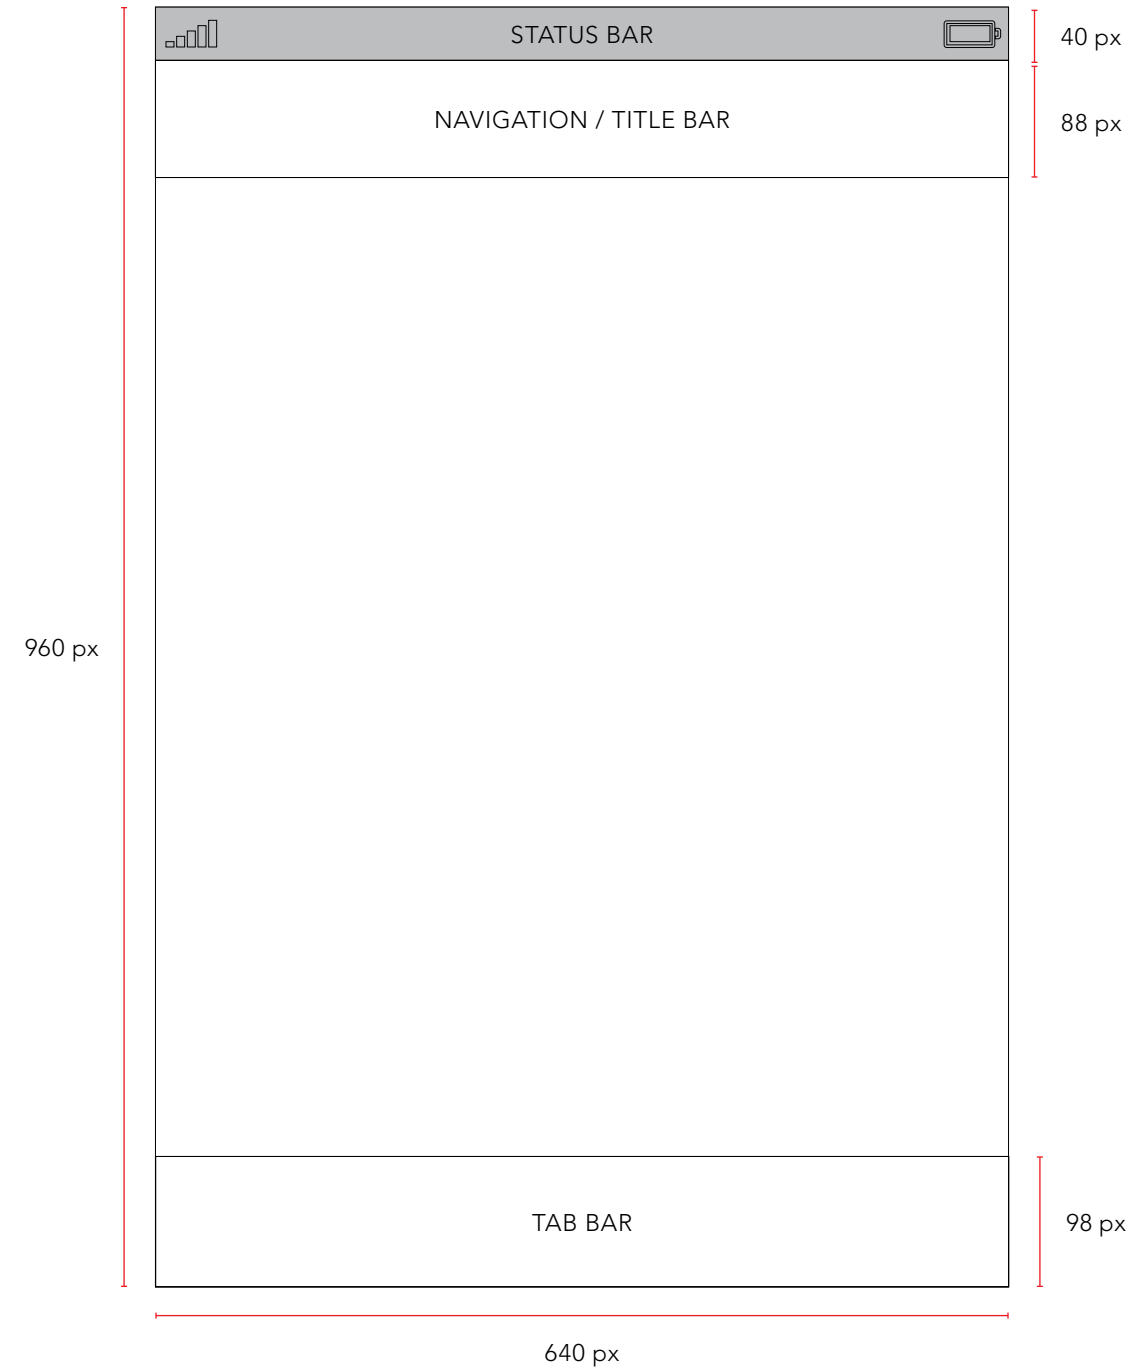 STATUS BAR
40 px
NAVIGATION / TITLE BAR
88 px
960 px
TAB BAR
98 px
640 px